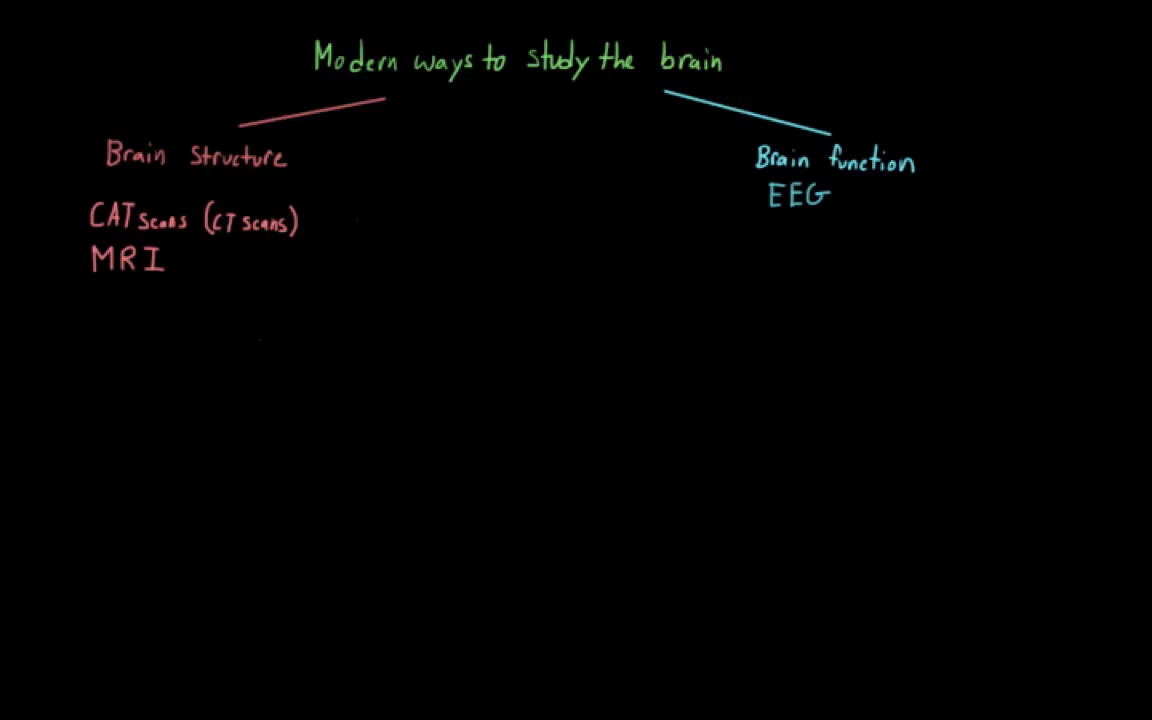 Modern ways to study the brain
Brain Structure
CAT Scans (CT Scans)
MRI
Brain function
EEG